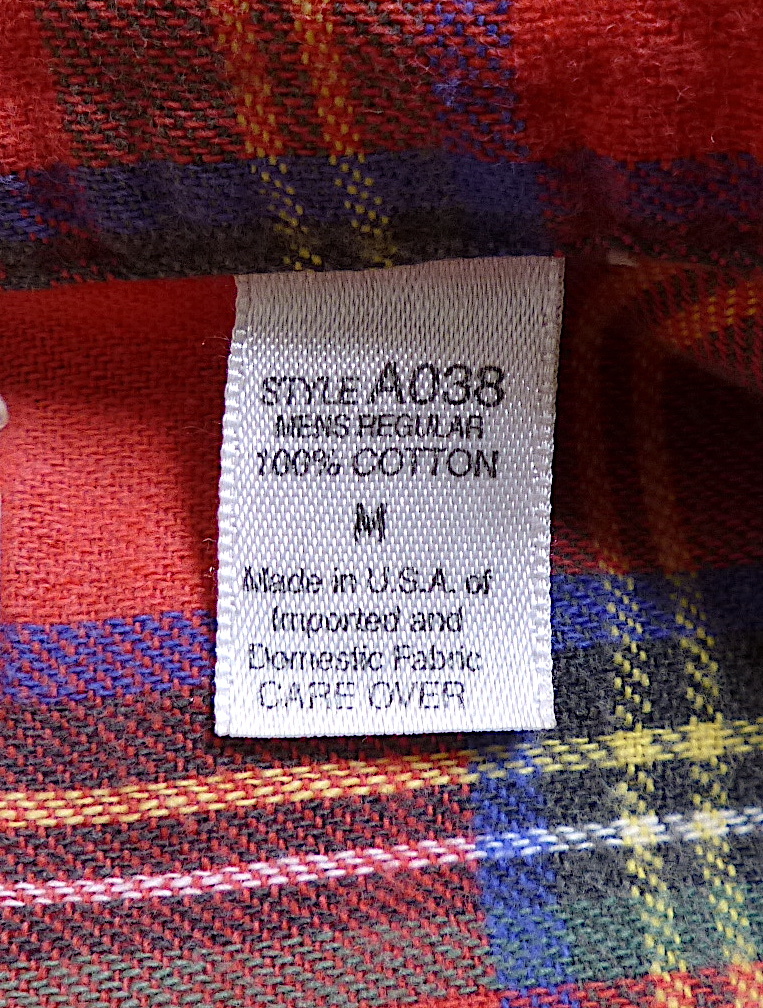 STYLE A038
MENS REGULAR
100% COTTON
M
Made in U.S.A. of
Imported and
Domestic Fabric
CARE OVER